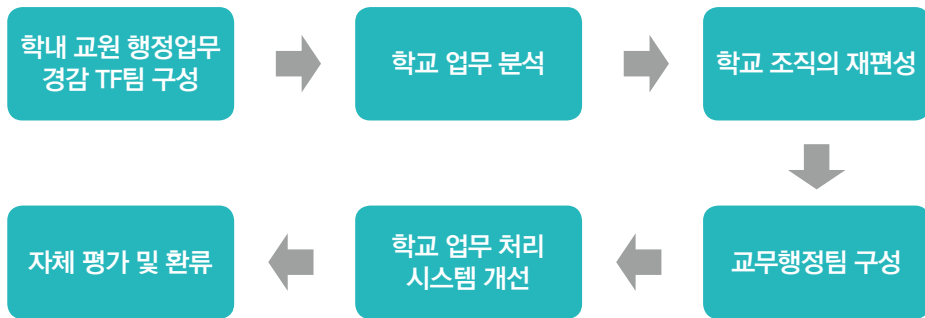 학내 교원 행정업무
경감 TF팀 구성
학교 업무 분석
학교 조직의 재편성
교무행정팀 구성
학교 업무 처리
시스템 개선
자체 평가 및 환류